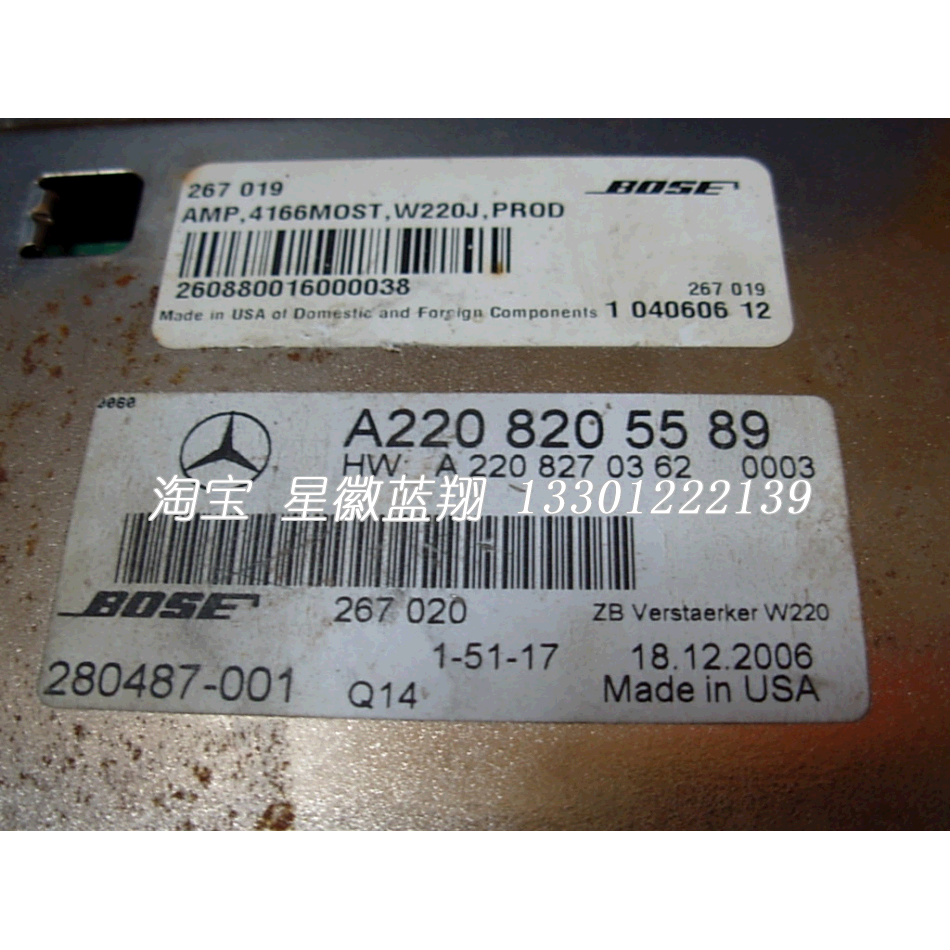 267 019
BOSE
AMP,4166MOST,W220J,PROD
260880016000038
267 019
Made in USA of Domestic and Foreign Components 1 040606 12
A220 820 55 89
HW: A 220 827 03 62 0003
淘宝 星徽蓝翔 13301222139
BOSE
267 020
ZB Verstaerker W220
280487-001
1-51-17
18.12.2006
Q14
Made in USA